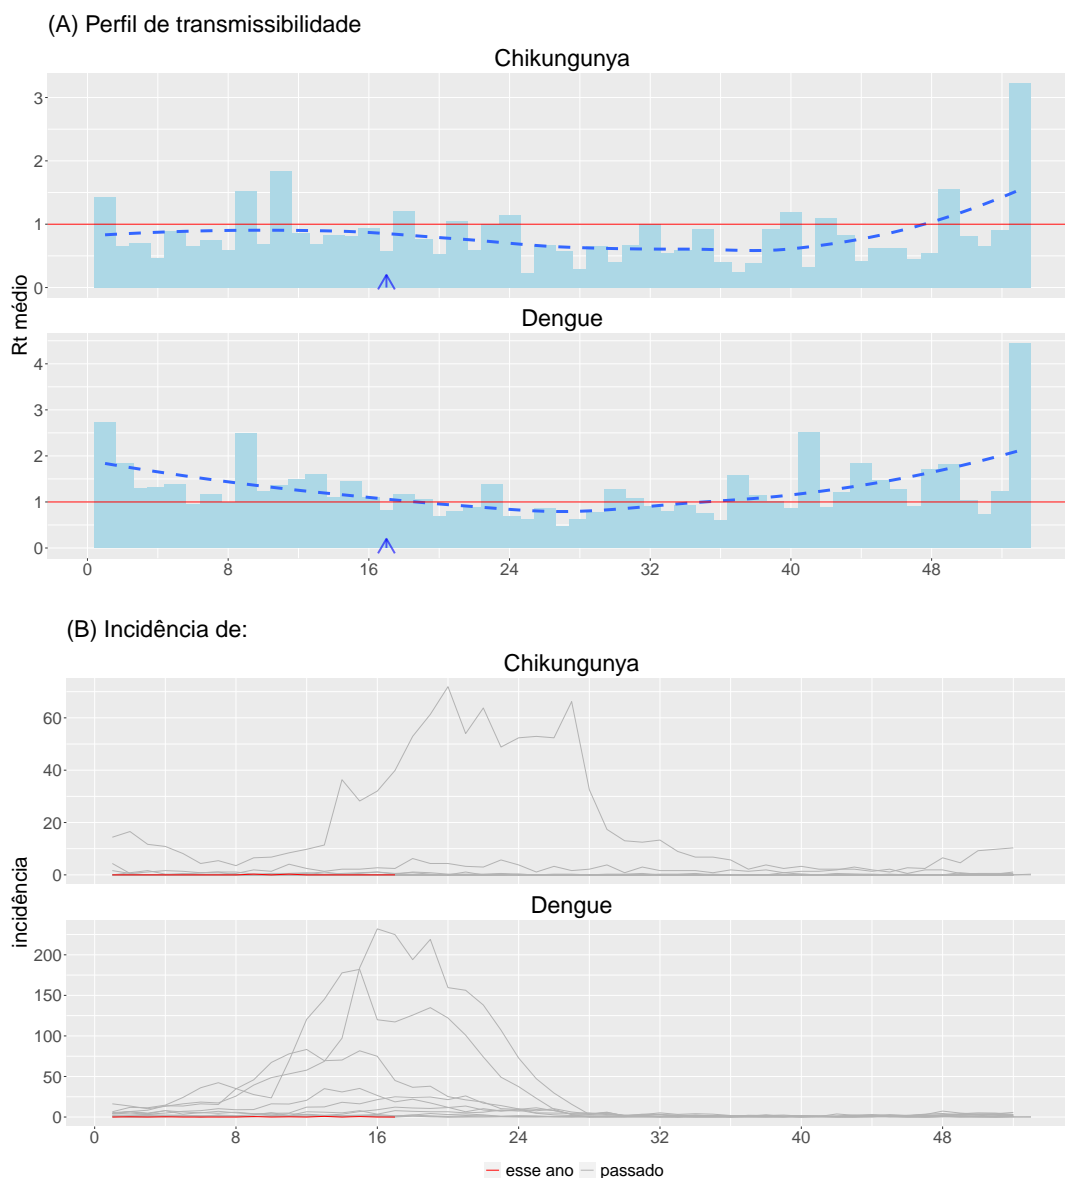 (A) Perfil de transmissibilidade
Chikungunya
3
2
1
0
Dengue
Rt médio
4
3
2
1
0
0 8 16 24 32 40 48
(B) Incidência de:
Chikungunya
60
40
20
0
Dengue
incidência
200
150
100
50
0
0 8 16 24 32 40 48
esse ano passado